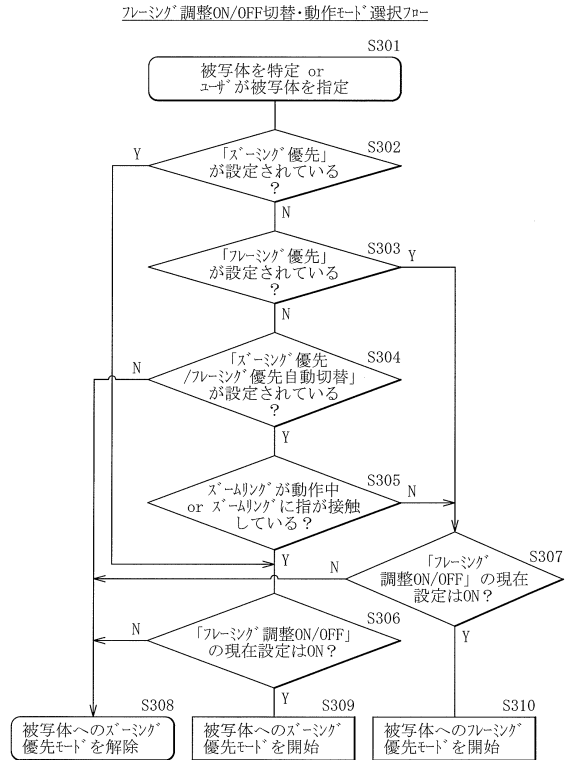 ﾌﾚｰﾐﾝｸﾞ調整ON/OFF切替・動作ﾓｰﾄﾞ選択ﾌﾛｰ
S301
被写体を特定 or
ﾕｰｻﾞが被写体を指定
S302
Y
「ｽﾞｰﾐﾝｸﾞ優先」
が設定されている
?
N
S303
「ﾌﾚｰﾐﾝｸﾞ優先」
が設定されている
?
Y
N
S304
N
「ｽﾞｰﾐﾝｸﾞ優先
/ﾌﾚｰﾐﾝｸﾞ優先自動切替」
が設定されている
?
Y
S305
ｽﾞｰﾑﾘﾝｸﾞが動作中
or ｽﾞｰﾑﾘﾝｸﾞに指が接触
している?
N
Y
S307
N
「ﾌﾚｰﾐﾝｸﾞ
調整ON/OFF」の現在
設定はON?
Y
S306
N
「ﾌﾚｰﾐﾝｸﾞ調整ON/OFF」
の現在設定はON?
Y
S308
被写体へのｽﾞｰﾐﾝｸﾞ
優先ﾓｰﾄﾞを解除
S309
被写体へのｽﾞｰﾐﾝｸﾞ
優先ﾓｰﾄﾞを開始
S310
被写体へのﾌﾚｰﾐﾝｸﾞ
優先ﾓｰﾄﾞを開始